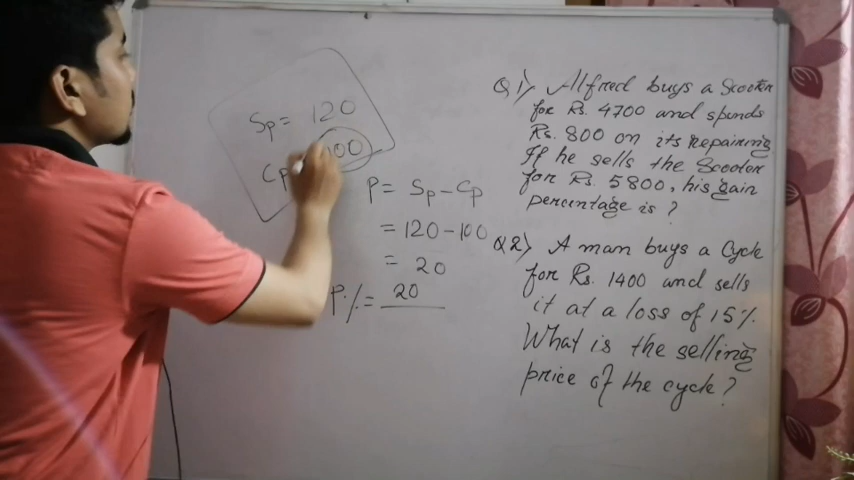 Sp = 120
Cp 100
P = Sp - Cp
= 120 - 100
= 20
P% = 20
Q1) Alfred buys a Scooter
for Rs. 4700 and spends
Rs. 800 on its repairing
If he sells the Scooter
for Rs. 5800, his gain
percentage is ?
Q2) A man buys a Cycle
for Rs. 1400 and sells
it at a loss of 15%.
What is the selling
price of the cycle ?